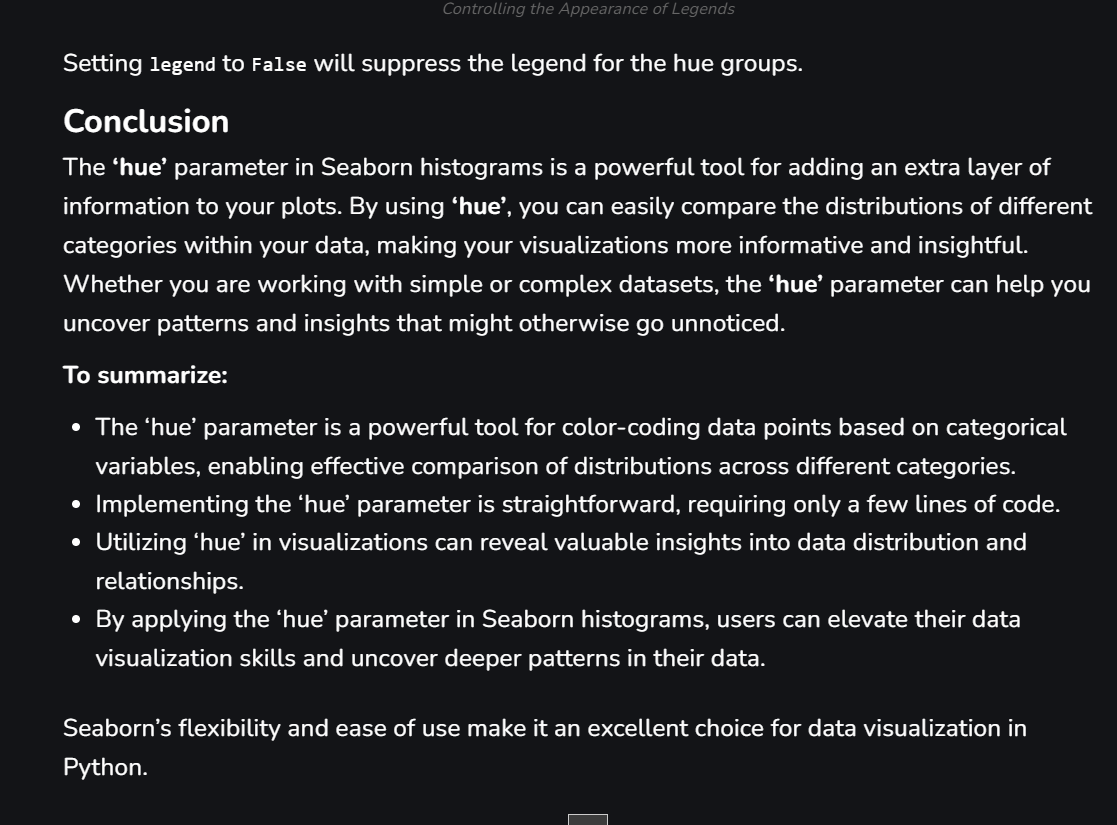 Controlling the Appearance of Legends
Setting legend to False will suppress the legend for the hue groups.
Conclusion
The ‘hue’ parameter in Seaborn histograms is a powerful tool for adding an extra layer of
information to your plots. By using ‘hue’, you can easily compare the distributions of different
categories within your data, making your visualizations more informative and insightful.
Whether you are working with simple or complex datasets, the ‘hue’ parameter can help you
uncover patterns and insights that might otherwise go unnoticed.
To summarize:
• The ‘hue’ parameter is a powerful tool for color-coding data points based on categorical
variables, enabling effective comparison of distributions across different categories.
• Implementing the ‘hue’ parameter is straightforward, requiring only a few lines of code.
• Utilizing ‘hue’ in visualizations can reveal valuable insights into data distribution and
relationships.
• By applying the ‘hue’ parameter in Seaborn histograms, users can elevate their data
visualization skills and uncover deeper patterns in their data.
Seaborn’s flexibility and ease of use make it an excellent choice for data visualization in
Python.